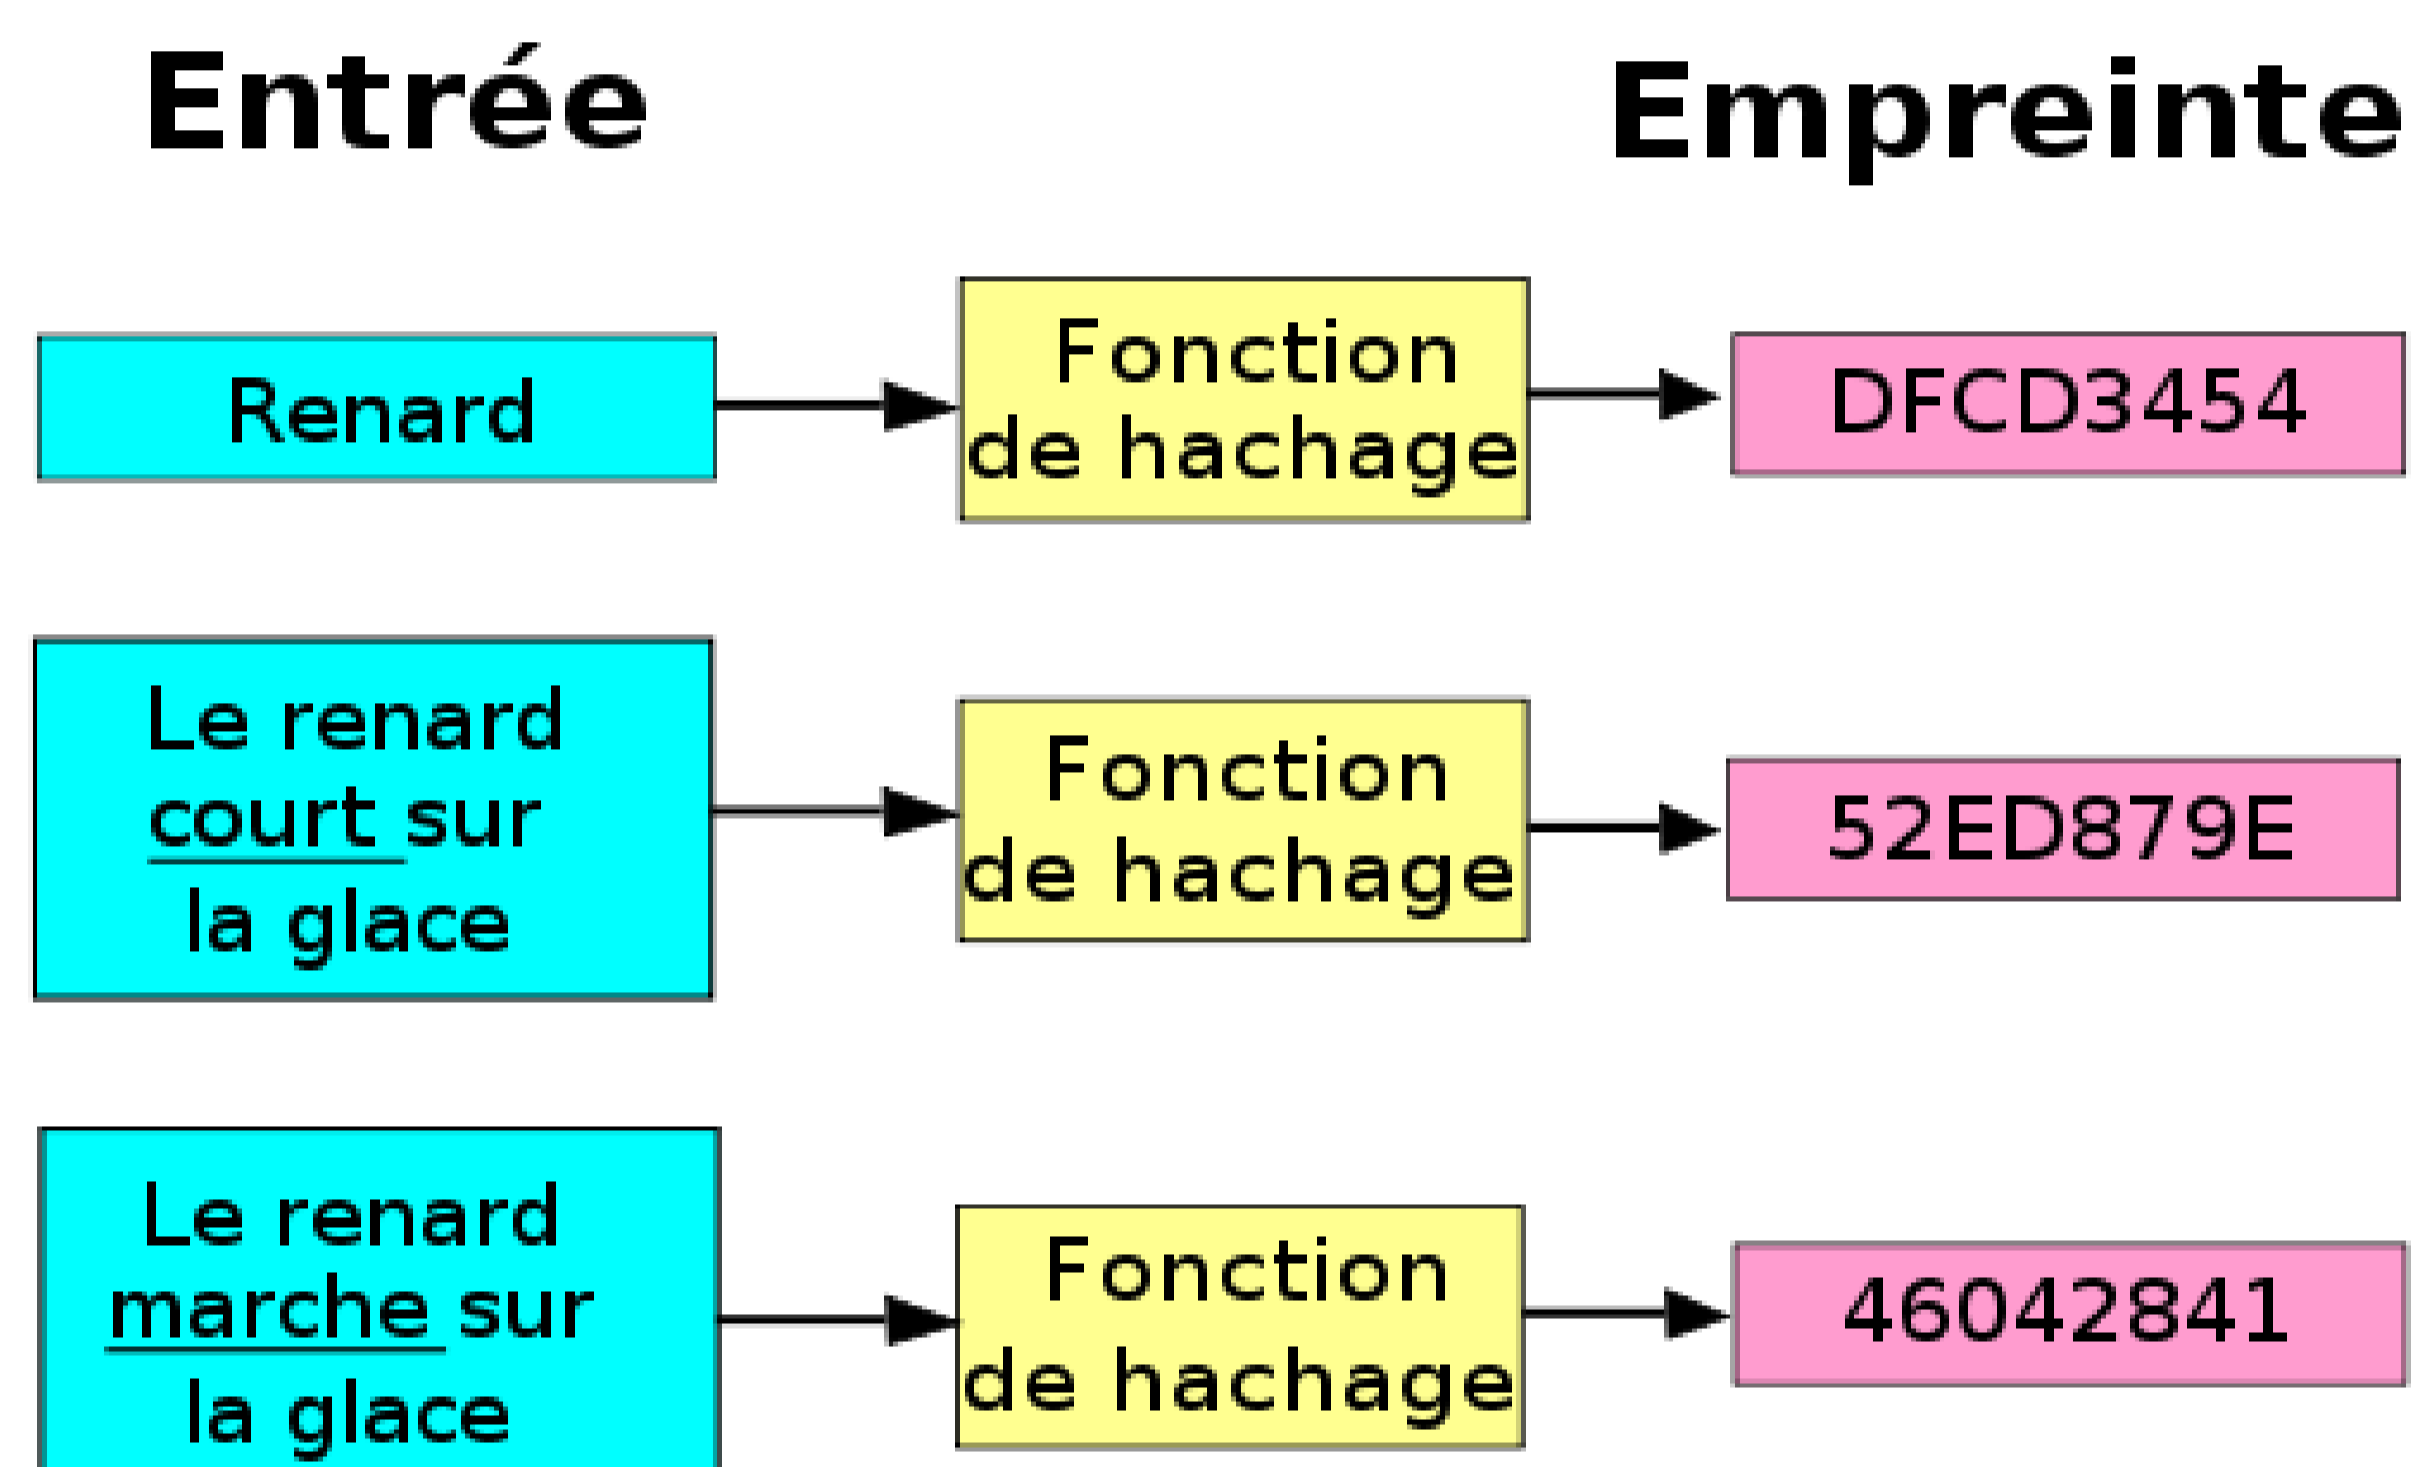 Entrée
Empreinte
Renard
Fonction
de hachage
DFCD3454
Le renard
court sur
la glace
Fonction
de hachage
52ED879E
Le renard
marche sur
la glace
Fonction
de hachage
46042841